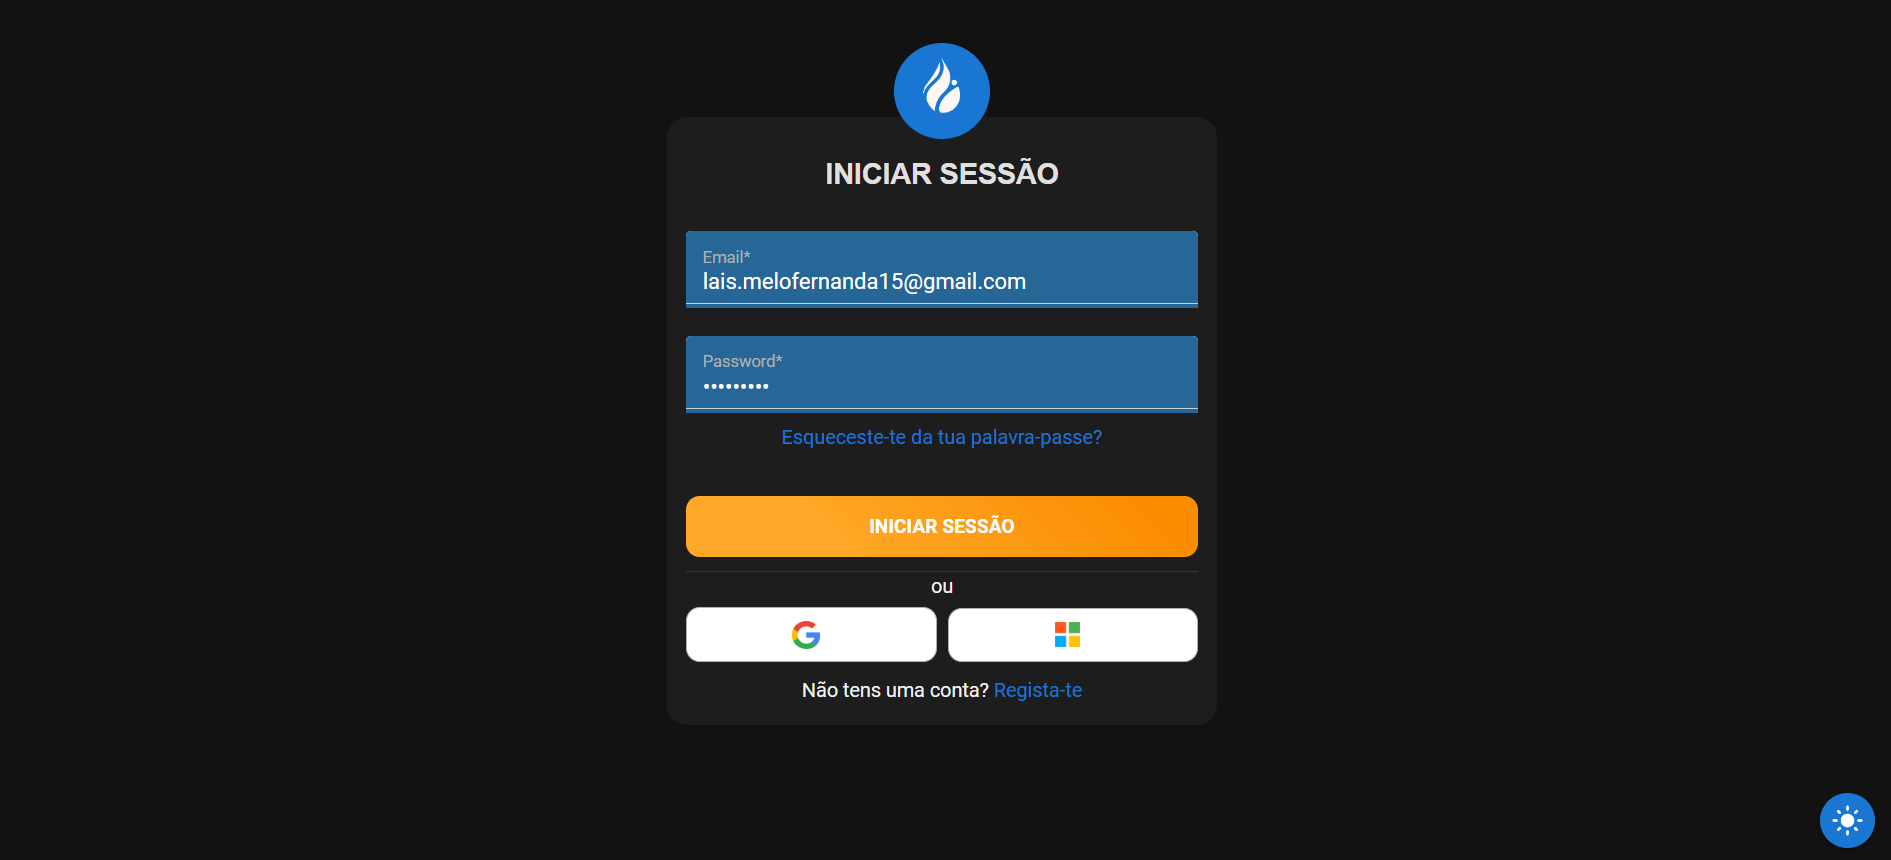 INICIAR SESSÃO
Email*
lais.melofernanda15@gmail.com
Password*
•••••••••
Esqueceste-te da tua palavra-passe?
INICIAR SESSÃO
ou
Não tens uma conta? Regista-te